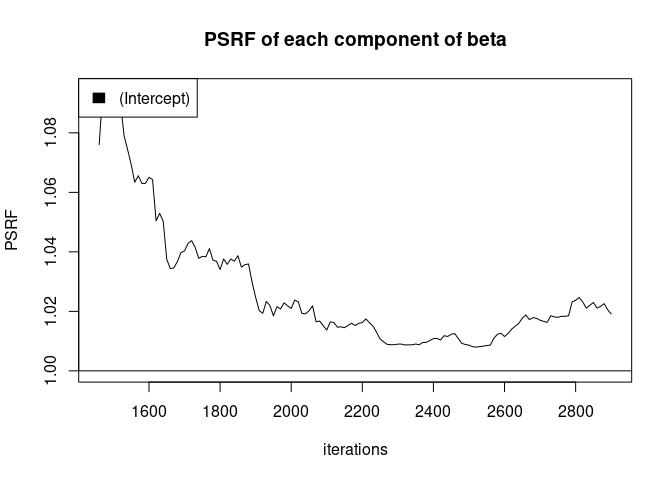 PSRF of each component of beta
(Intercept)
PSRF
1.08
1.06
1.04
1.02
1.00
1600 1800 2000 2200 2400 2600 2800
iterations